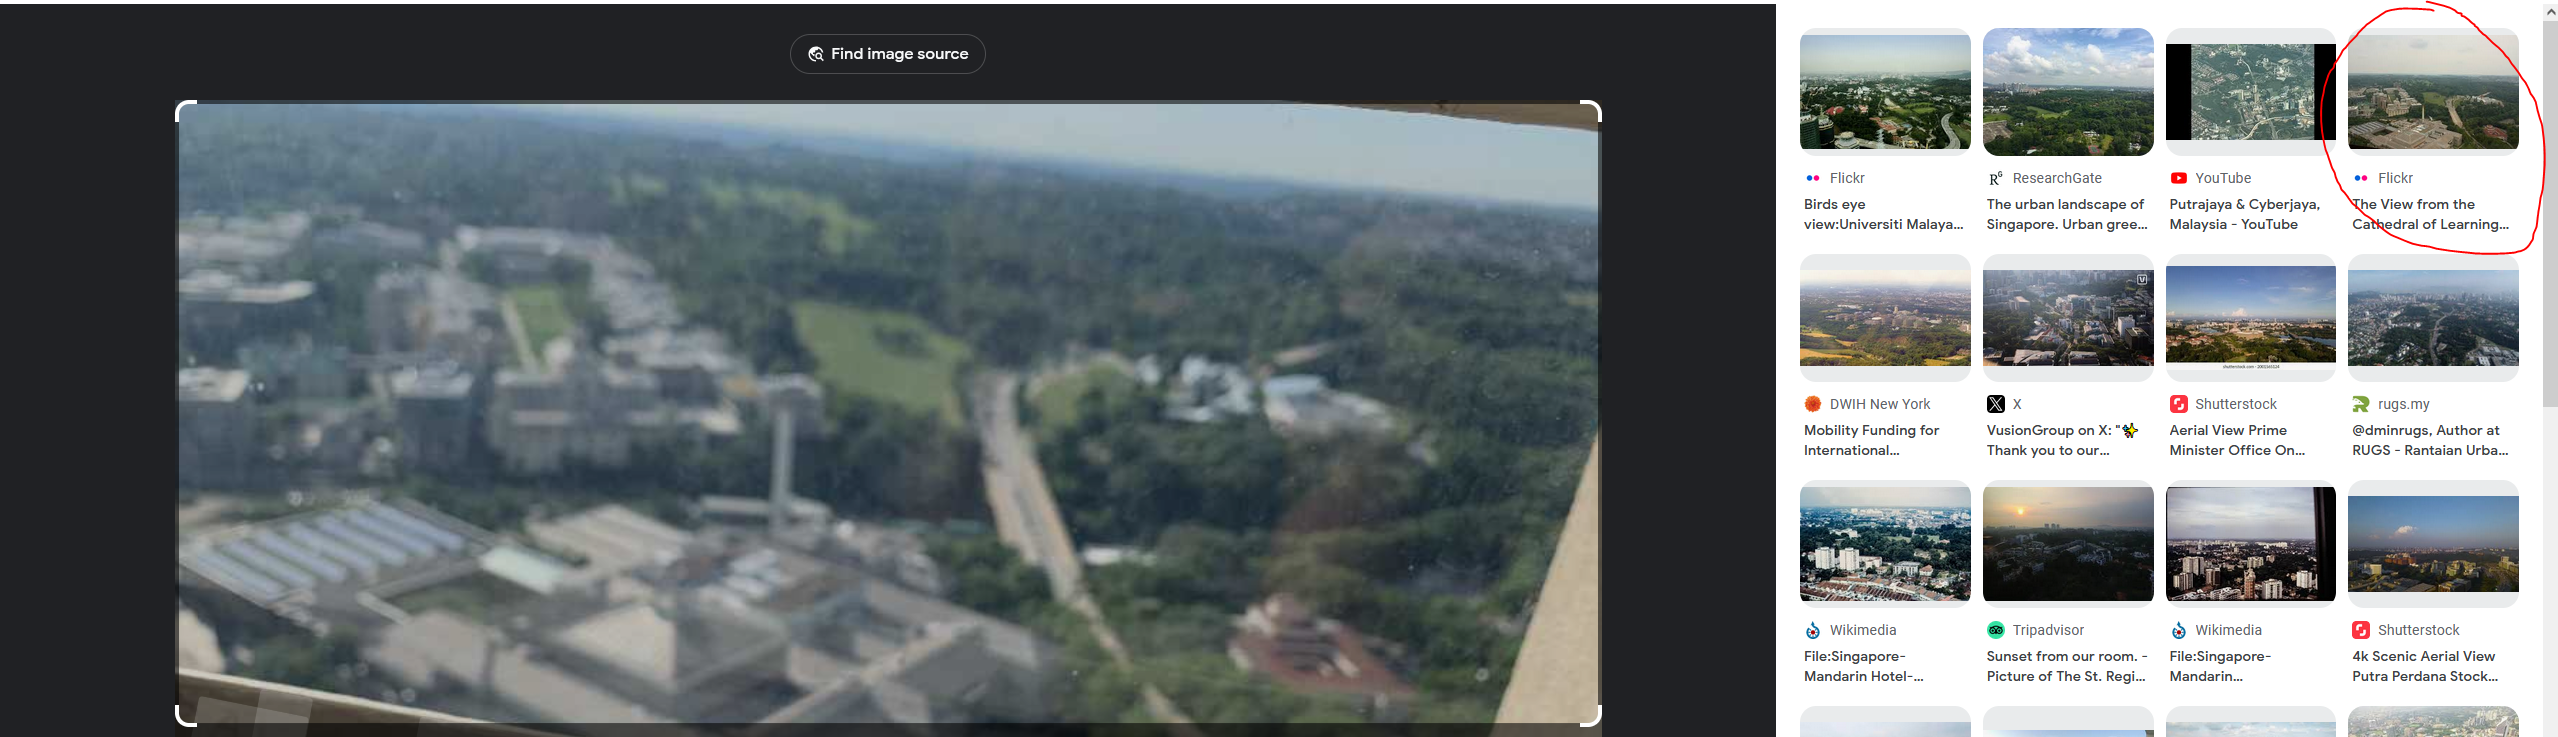 Find image source
Flickr
Birds eye
view:Universiti Malaya...
ResearchGate
The urban landscape of
Singapore. Urban gree...
YouTube
Putrajaya & Cyberjaya,
Malaysia - YouTube
Flickr
The View from the
Cathedral of Learning...
DWIH New York
Mobility Funding for
International...
X
VusionGroup on X: "✨
Thank you to our...
Shutterstock
Aerial View Prime
Minister Office On...
rugs.my
@dminrugs, Author at
RUGS - Rantaian Urba...
Wikimedia
File:Singapore-
Mandarin Hotel-...
Tripadvisor
Sunset from our room. -
Picture of The St. Regi...
Wikimedia
File:Singapore-
Mandarin...
Shutterstock
4k Scenic Aerial View
Putra Perdana Stock...